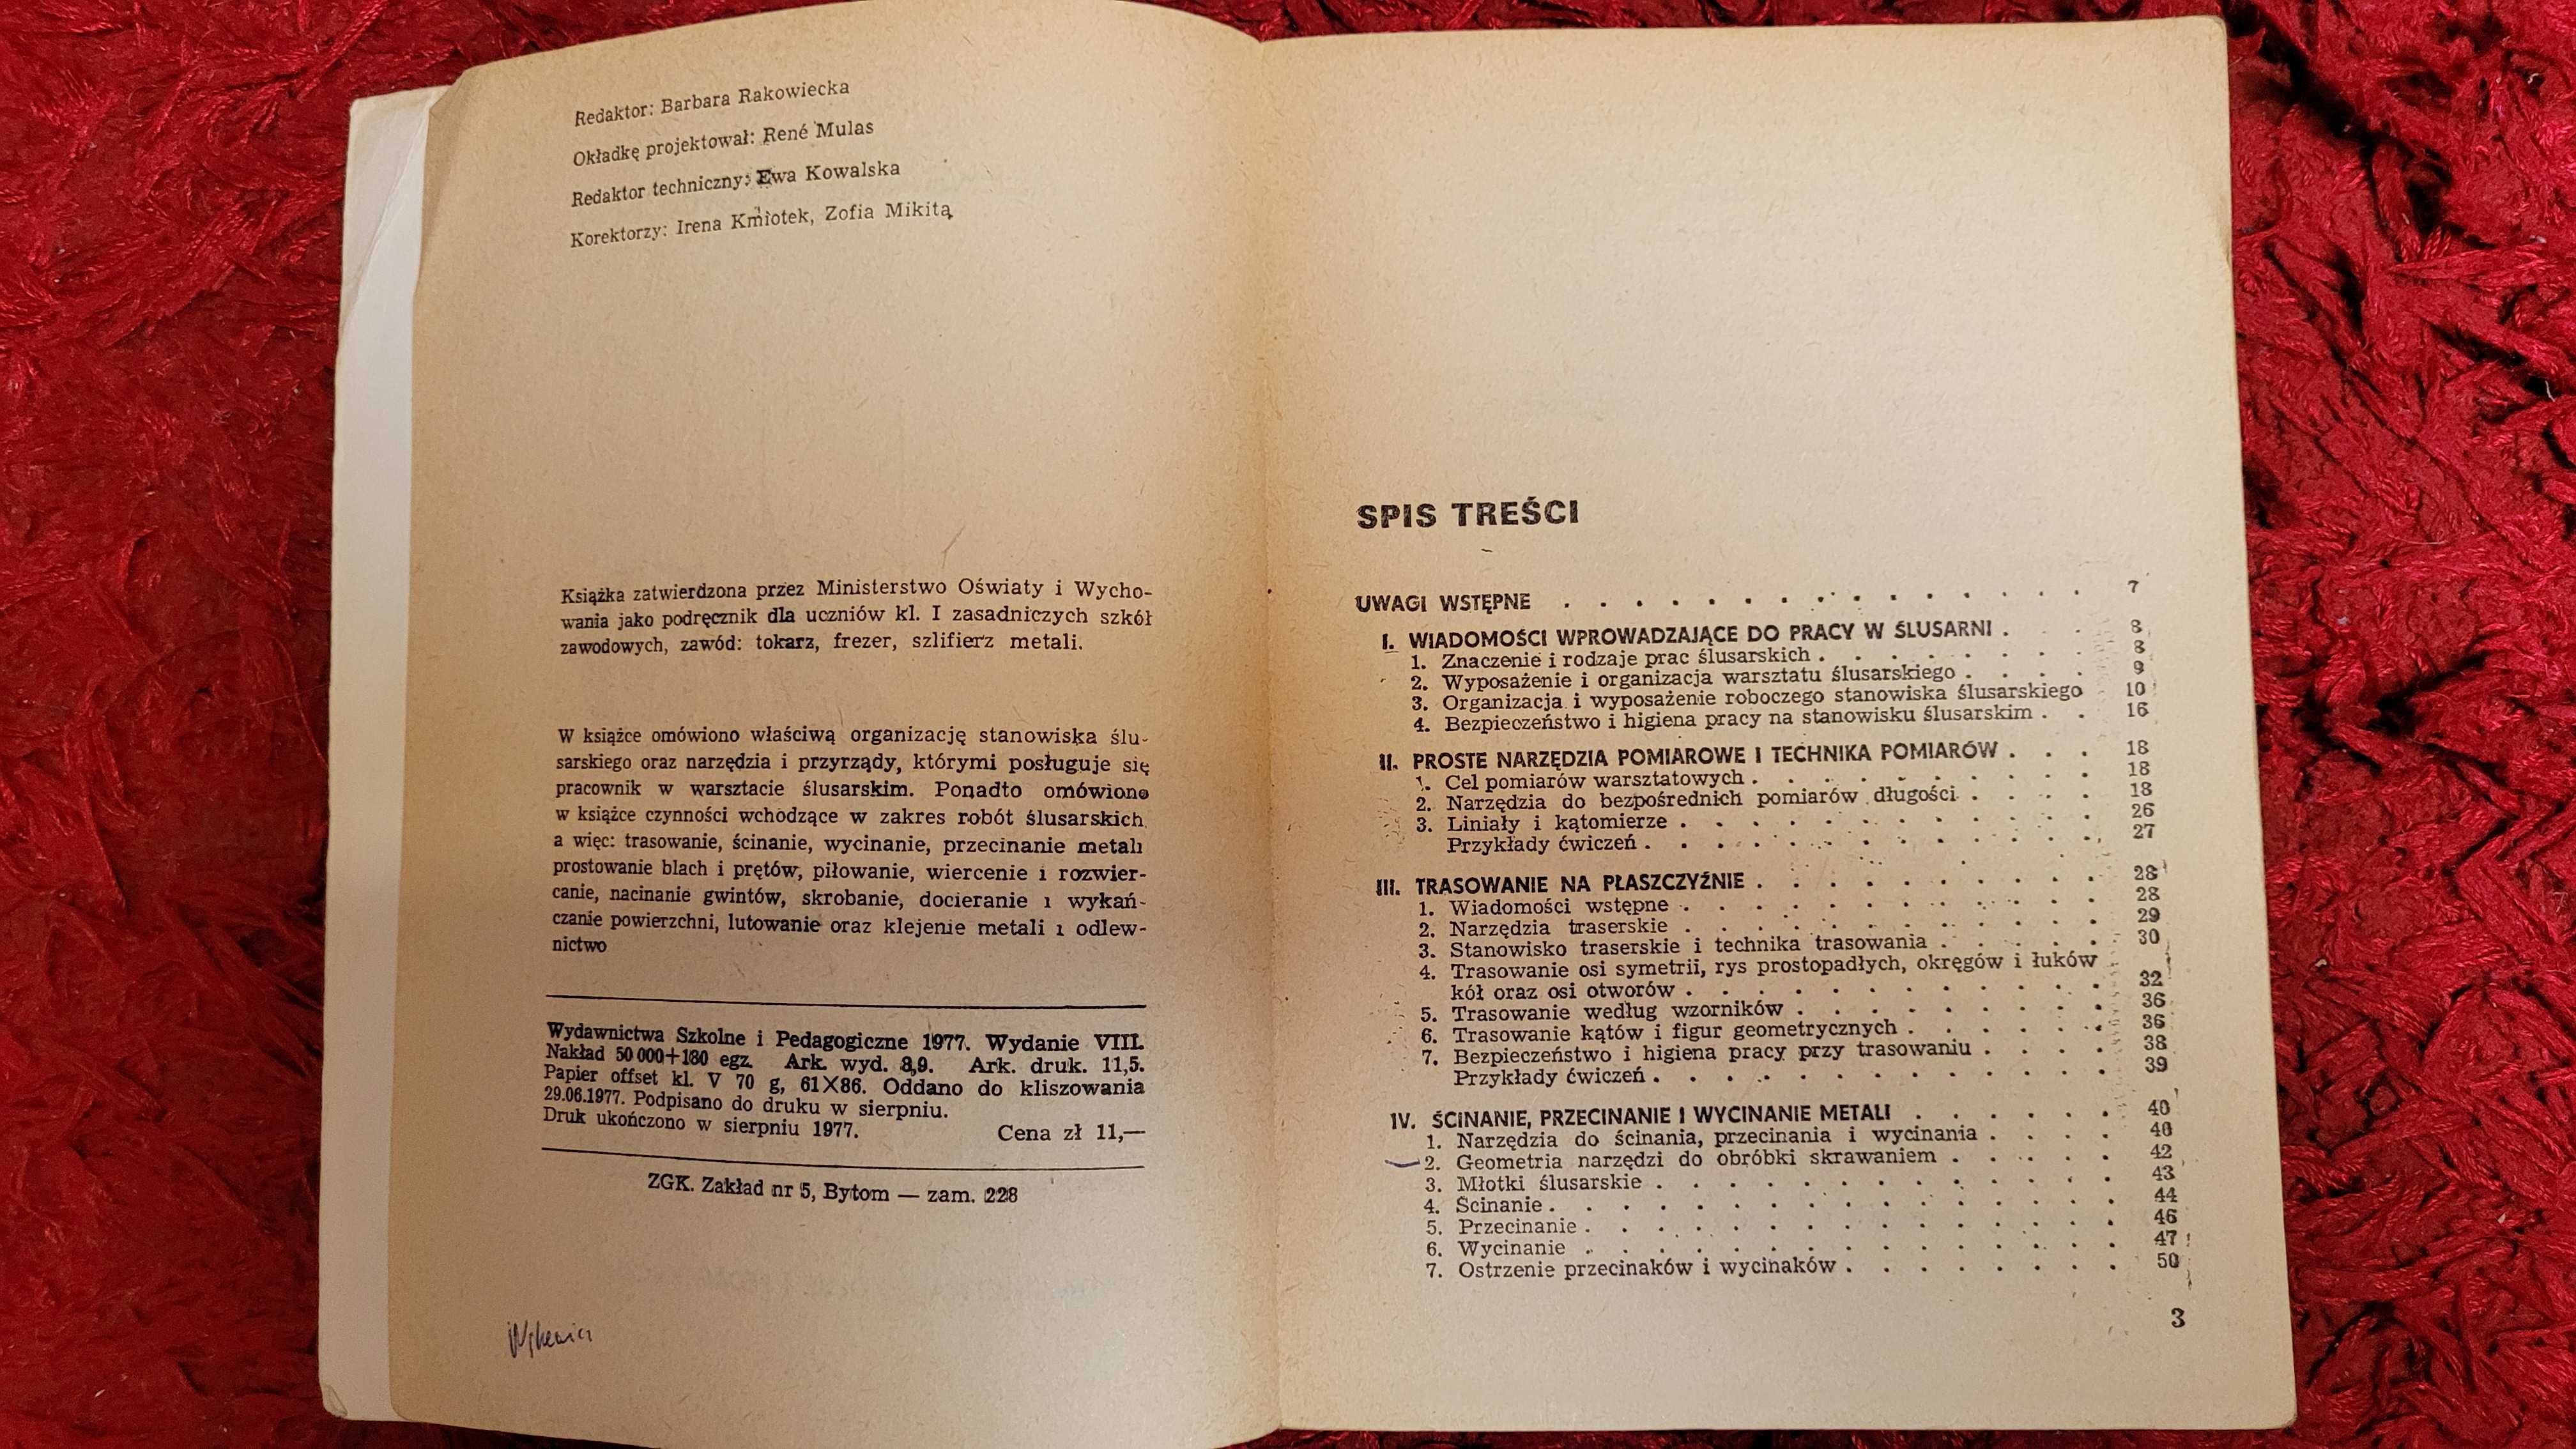 Redaktor: Barbara Rakowiecka
Okładkę projektował: René Mulas
Redaktor techniczny: Ewa Kowalska
Korektorzy: Irena Kmiotek, Zofia Mikita
Książka zatwierdzona przez Ministerstwo Oświaty i Wycho-
wania jako podręcznik dla uczniów kl. I zasadniczych szkół
zawodowych, zawód: tokarz, frezer, szlifierz metali.
W książce omówiono właściwą organizację stanowiska ślu-
sarskiego oraz narzędzia i przyrządy, którymi posługuje się
pracownik w warsztacie ślusarskim. Ponadto omówiono
w książce czynności wchodzące w zakres robót ślusarskich
a więc: trasowanie, ścinanie, wycinanie, przecinanie metali
prostowanie blach i prętów, piłowanie, wiercenie i rozwier-
canie, nacinanie gwintów, skrobanie, docieranie i wykań-
czanie powierzchni, lutowanie oraz klejenie metali i odlew-
nictwo
Wydawnictwa Szkolne i Pedagogiczne 1977. Wydanie VIII.
Nakład 50 000+180 egz. Ark. wyd. 8,9. Ark. druk. 11,5.
Papier offset kl. V 70 g, 61X86. Oddano do kliszowania
29.06.1977. Podpisano do druku w sierpniu.
Druk ukończono w sierpniu 1977. Cena zł 11,—
ZGK. Zakład nr 5, Bytom — zam. 228
SPIS TREŚCI
UWAGI WSTĘPNE . . . . . . . . . . . . . . . 7
I. WIADOMOŚCI WPROWADZAJĄCE DO PRACY W ŚLUSARNI . . . 8
1. Znaczenie i rodzaje prac ślusarskich . . . . . . . . 8
2. Wyposażenie i organizacja warsztatu ślusarskiego . . . . 9
3. Organizacja i wyposażenie roboczego stanowiska ślusarskiego 10
4. Bezpieczeństwo i higiena pracy na stanowisku ślusarskim . . 16
II. PROSTE NARZĘDZIA POMIAROWE I TECHNIKA POMIARÓW . . . 18
1. Cel pomiarów warsztatowych . . . . . . . . . . 18
2. Narzędzia do bezpośrednich pomiarów długości . . . . 18
3. Liniały i kątomierze . . . . . . . . . . . . 26
Przykłady ćwiczeń . . . . . . . . . . . . . 27
III. TRASOWANIE NA PŁASZCZYŹNIE . . . . . . . . . . 28
1. Wiadomości wstępne . . . . . . . . . . . . 28
2. Narzędzia traserskie . . . . . . . . . . . . 29
3. Stanowisko traserskie i technika trasowania . . . . . 30
4. Trasowanie osi symetrii, rys prostopadłych, okręgów i łuków
kół oraz osi otworów . . . . . . . . . . . . 32
5. Trasowanie według wzorników . . . . . . . . . 36
6. Trasowanie kątów i figur geometrycznych . . . . . . 36
7. Bezpieczeństwo i higiena pracy przy trasowaniu . . . . 38
Przykłady ćwiczeń . . . . . . . . . . . . . 39
IV. ŚCINANIE, PRZECINANIE I WYCINANIE METALI . . . . . . 40
1. Narzędzia do ścinania, przecinania i wycinania . . . . 40
2. Geometria narzędzi do obróbki skrawaniem . . . . . 42
3. Młotki ślusarskie . . . . . . . . . . . . . 43
4. Ścinanie . . . . . . . . . . . . . . . . 44
5. Przecinanie . . . . . . . . . . . . . . . 46
6. Wycinanie . . . . . . . . . . . . . . . 47
7. Ostrzenie przecinaków i wycinaków . . . . . . . . 50
3